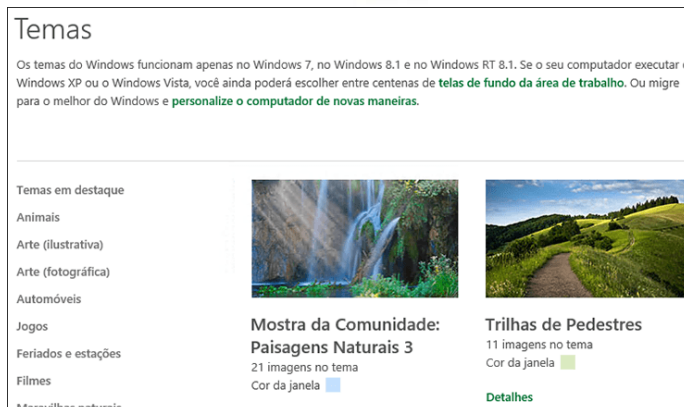 Temas
Os temas do Windows funcionam apenas no Windows 7, no Windows 8.1 e no Windows RT 8.1. Se o seu computador executar
Windows XP ou o Windows Vista, você ainda poderá escolher entre centenas de telas de fundo da área de trabalho. Ou migre
para o melhor do Windows e personalize o computador de novas maneiras.
Temas em destaque
Animais
Arte (ilustrativa)
Arte (fotográfica)
Automóveis
Jogos
Feriados e estações
Filmes
Maravilhas naturais
Mostra da Comunidade:
Paisagens Naturais 3
21 imagens no tema
Cor da janela
Trilhas de Pedestres
11 imagens no tema
Cor da janela
Detalhes